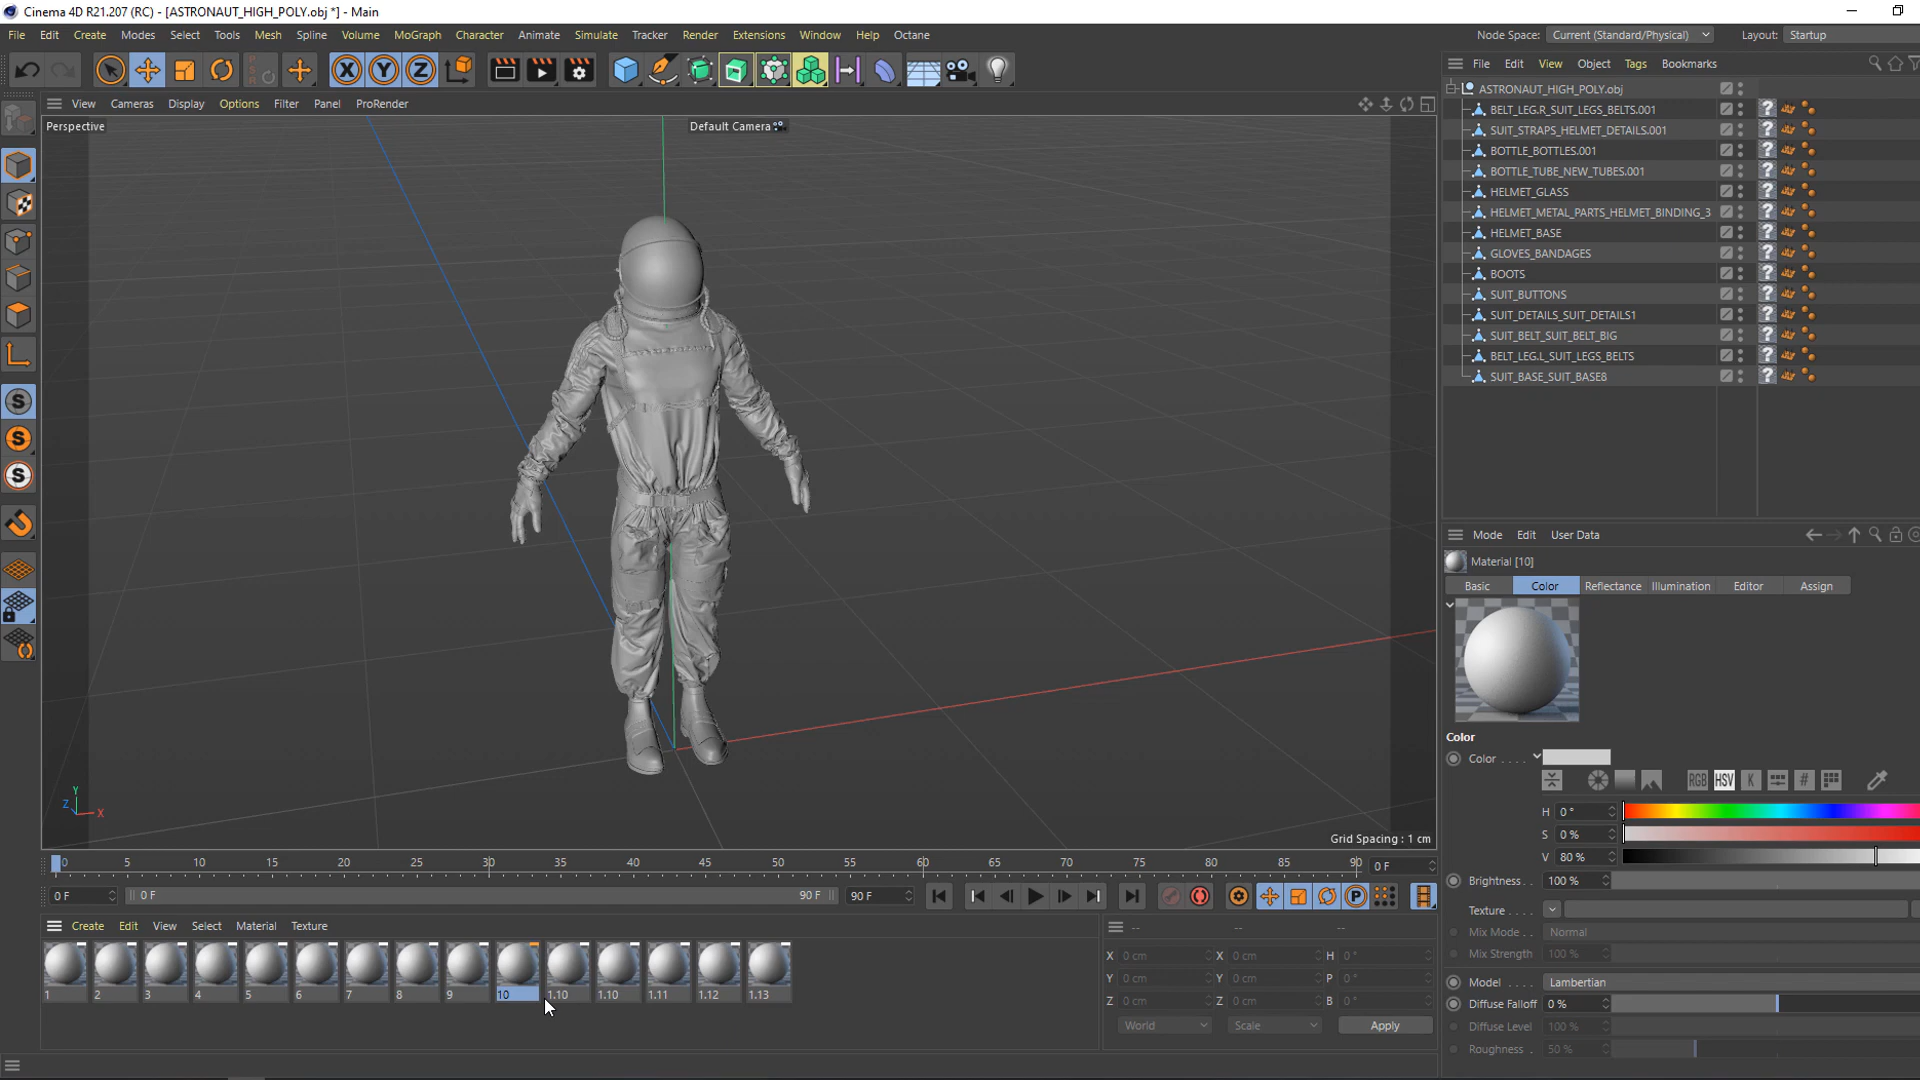 Cinema 4D R21.207 (RC) - [ASTRONAUT_HIGH_POLY.obj *] - Main
File Edit Create Modes Select Tools Mesh Spline Volume MoGraph Character Animate Simulate Tracker Render Extensions Window Help Octane Node Space: Current (Standard/Physical) Layout: Startup
X Y Z
File Edit View Object Tags Bookmarks
View Cameras Display Options Filter Panel ProRender
Perspective Default Camera
ASTRONAUT_HIGH_POLY.obj
BELT_LEG.R_SUIT_LEGS_BELTS.001
SUIT_STRAPS_HELMET_DETAILS.001
BOTTLE_BOTTLES.001
BOTTLE_TUBE_NEW_TUBES.001
HELMET_GLASS
HELMET_METAL_PARTS_HELMET_BINDING_3
HELMET_BASE
GLOVES_BANDAGES
BOOTS
SUIT_BUTTONS
SUIT_DETAILS_SUIT_DETAILS1
SUIT_BELT_SUIT_BELT_BIG
BELT_LEG.L_SUIT_LEGS_BELTS
SUIT_BASE_SUIT_BASE8
Mode Edit User Data
Material [10]
Basic Color Reflectance Illumination Editor Assign
Color
Color . . . .
RGB HSV K #
H 0 °
S 0 %
V 80 %
Brightness . . 100 %
Texture . . . .
Mix Mode . . Normal
Mix Strength 100 %
Model . . . . Lambertian
Diffuse Falloff 0 %
Diffuse Level 100 %
Roughness . 50 %
Y
Z X
Grid Spacing : 1 cm
0 5 10 15 20 25 30 35 40 45 50 55 60 65 70 75 80 85 90 0 F
0 F 0 F 90 F 90 F P
Create Edit View Select Material Texture
1 2 3 4 5 6 7 8 9 10 1.10 1.10 1.11 1.12 1.13
-- -- --
X 0 cm X 0 cm H 0 °
Y 0 cm Y 0 cm P 0 °
Z 0 cm Z 0 cm B 0 °
World Scale Apply